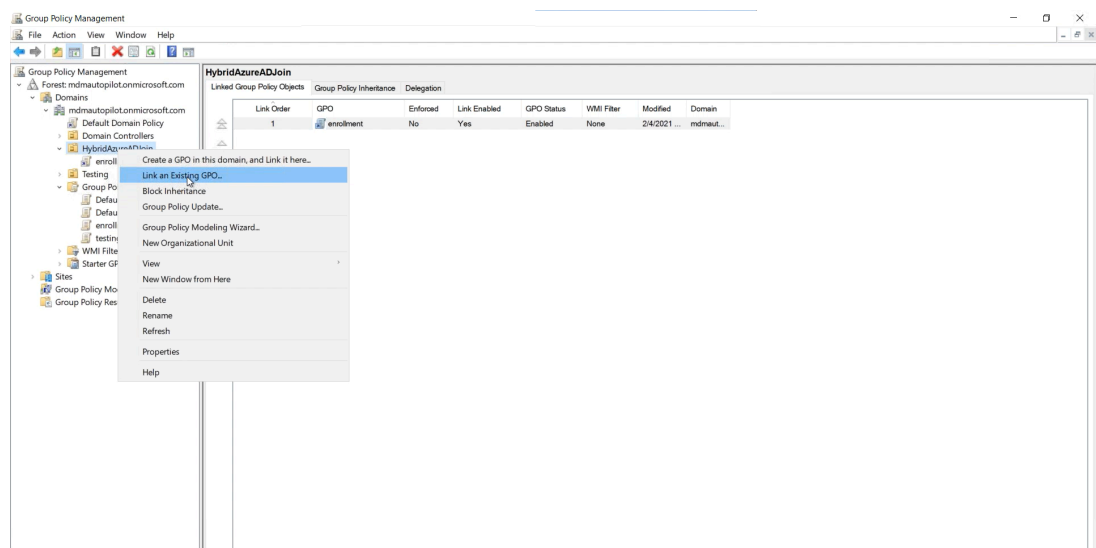 Group Policy Management
File Action View Window Help
Group Policy Management
Forest: mdmautopilot.onmicrosoft.com
Domains
mdmautopilot.onmicrosoft.com
Default Domain Policy
Domain Controllers
HybridAzureADJoin
enroll
Testing
Group Po
Defau
Defau
enroll
testing
WMI Filte
Starter GP
Sites
Group Policy Mo
Group Policy Res
Create a GPO in this domain, and Link it here...
Link an Existing GPO...
Block Inheritance
Group Policy Update...
Group Policy Modeling Wizard...
New Organizational Unit
View
New Window from Here
Delete
Rename
Refresh
Properties
Help
HybridAzureADJoin
Linked Group Policy Objects Group Policy Inheritance Delegation
Link Order GPO Enforced Link Enabled GPO Status WMI Filter Modified Domain
1 enrollment No Yes Enabled None 2/4/2021 ... mdmaut...